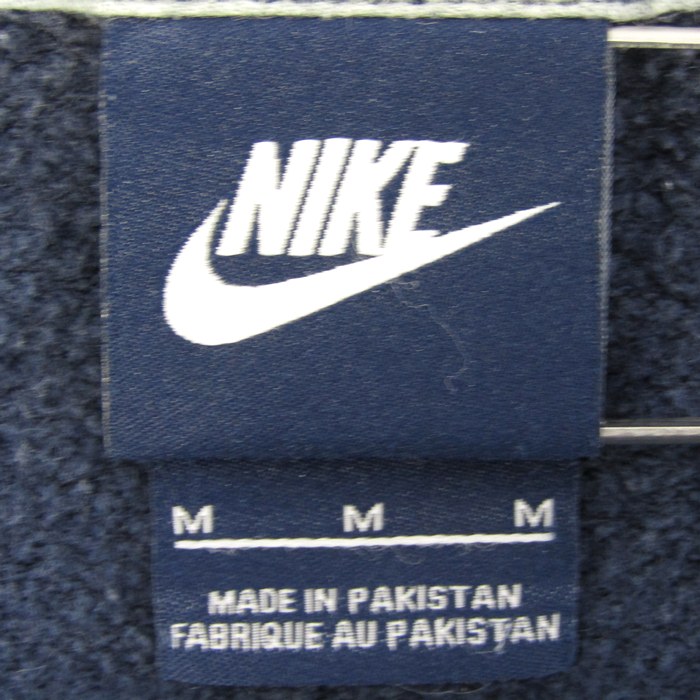 NIKE
M M M
MADE IN PAKISTAN
FABRIQUE AU PAKISTAN